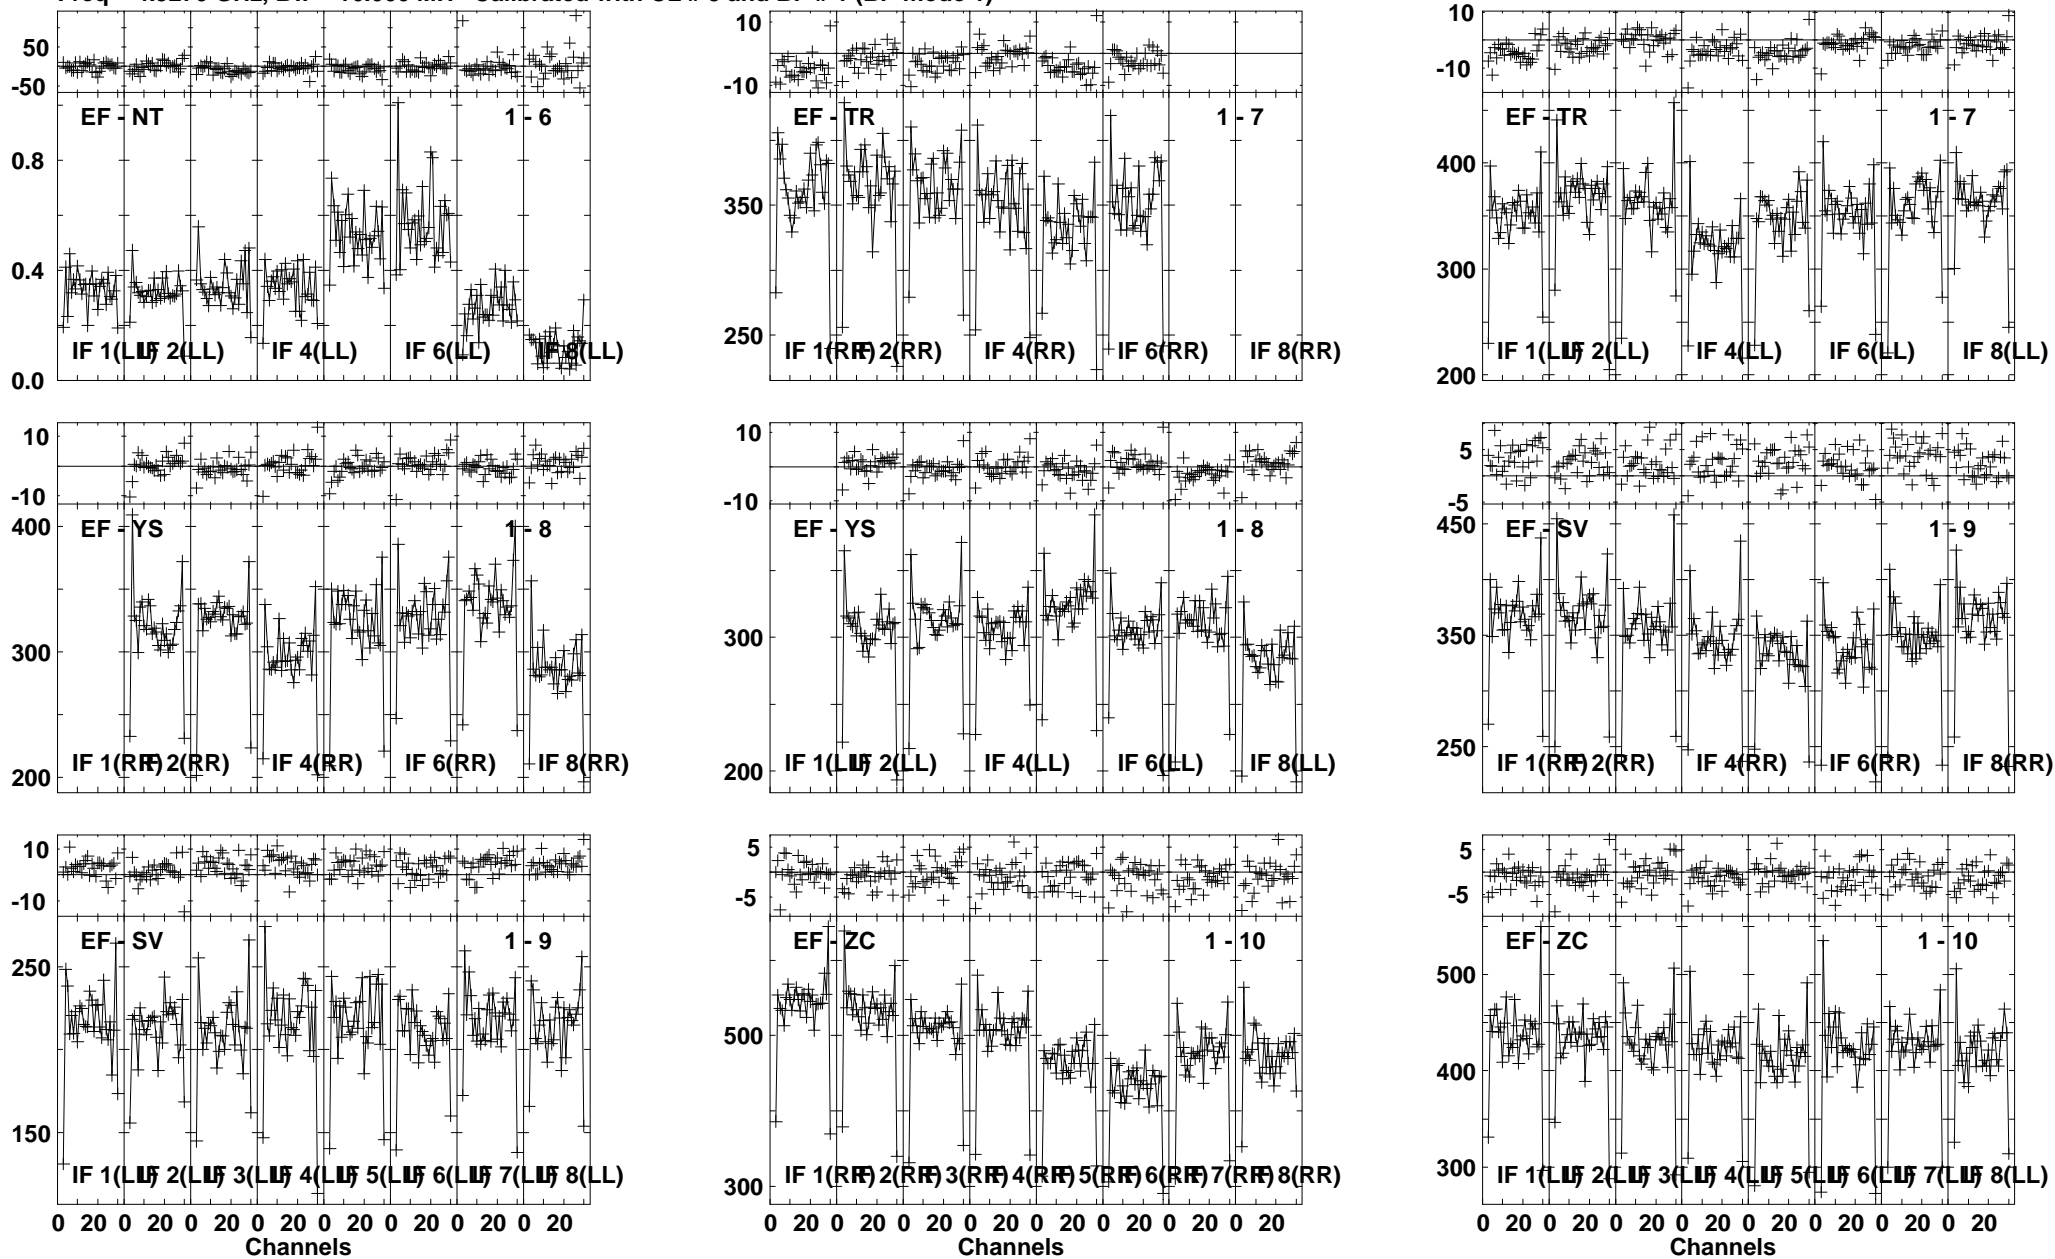 50
-50
EF - NT
1 - 6
0.8
0.4
0.0
IF 1(LL)
IF 2(LL)
IF 4(LL)
IF 6(LL)
IF 8(LL)
10
-10
EF - TR
1 - 7
350
250
IF 1(RR)
IF 2(RR)
IF 4(RR)
IF 6(RR)
IF 8(RR)
10
-10
EF - TR
1 - 7
400
300
200
IF 1(LL)
IF 2(LL)
IF 4(LL)
IF 6(LL)
IF 8(LL)
10
-10
EF - YS
1 - 8
400
300
200
IF 1(RR)
IF 2(RR)
IF 4(RR)
IF 6(RR)
IF 8(RR)
10
-10
EF - YS
1 - 8
300
200
IF 1(LL)
IF 2(LL)
IF 4(LL)
IF 6(LL)
IF 8(LL)
5
-5
EF - SV
1 - 9
450
350
250
IF 1(RR)
IF 2(RR)
IF 4(RR)
IF 6(RR)
IF 8(RR)
10
-10
EF - SV
1 - 9
250
150
IF 1(LL)
IF 2(LL)
IF 3(LL)
IF 4(LL)
IF 5(LL)
IF 6(LL)
IF 7(LL)
IF 8(LL)
0 20 0 20 0 20 0 20 0 20 0 20 0 20 0 20
Channels
5
-5
EF - ZC
1 - 10
500
300
IF 1(RR)
IF 2(RR)
IF 3(RR)
IF 4(RR)
IF 5(RR)
IF 6(RR)
IF 7(RR)
IF 8(RR)
0 20 0 20 0 20 0 20 0 20 0 20 0 20 0 20
Channels
5
-5
EF - ZC
1 - 10
500
400
300
IF 1(LL)
IF 2(LL)
IF 3(LL)
IF 4(LL)
IF 5(LL)
IF 6(LL)
IF 7(LL)
IF 8(LL)
0 20 0 20 0 20 0 20 0 20 0 20 0 20 0 20
Channels